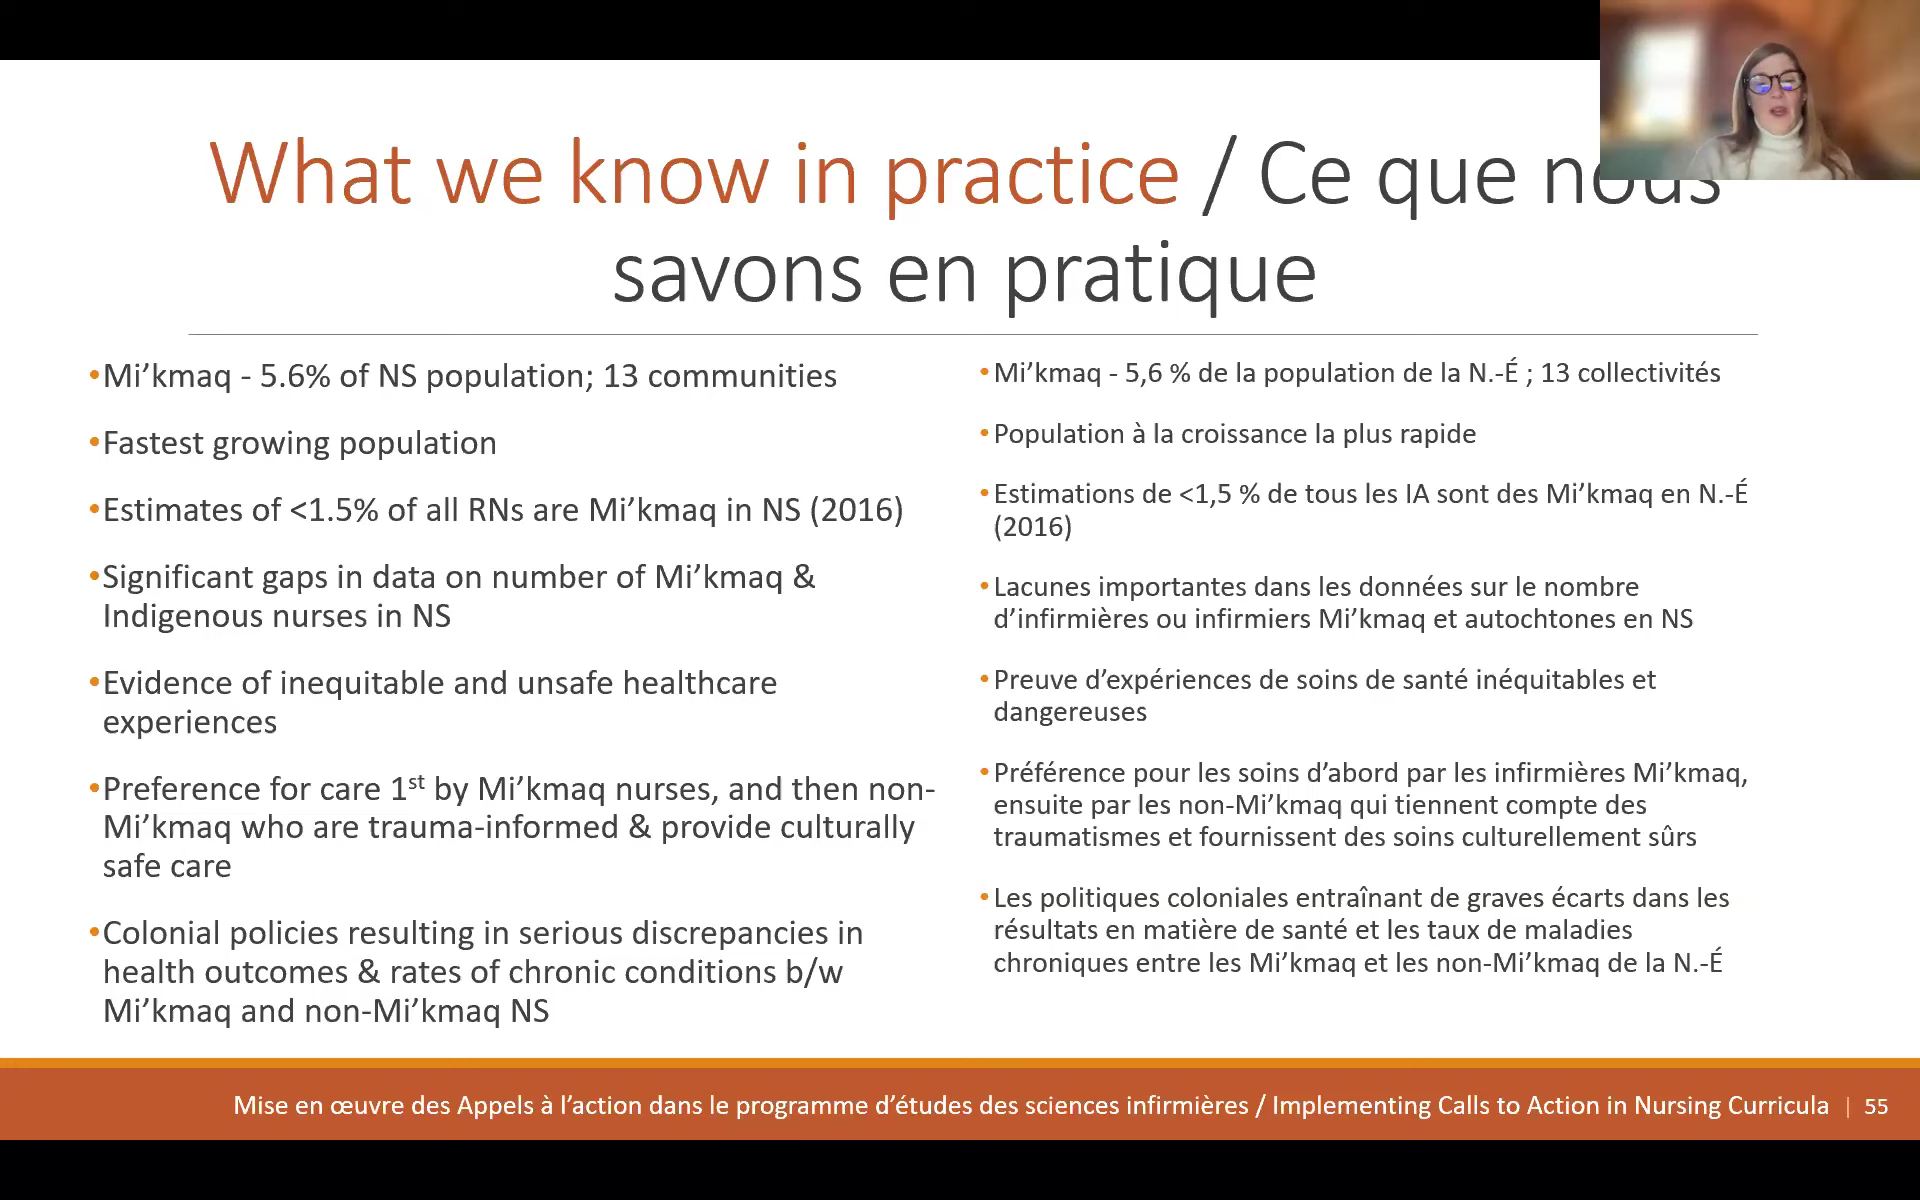 What we know in practice / Ce que nous
savons en pratique
•Mi’kmaq - 5.6% of NS population; 13 communities
•Fastest growing population
•Estimates of <1.5% of all RNs are Mi’kmaq in NS (2016)
•Significant gaps in data on number of Mi’kmaq &
Indigenous nurses in NS
•Evidence of inequitable and unsafe healthcare
experiences
•Preference for care 1st by Mi’kmaq nurses, and then non-
Mi’kmaq who are trauma-informed & provide culturally
safe care
•Colonial policies resulting in serious discrepancies in
health outcomes & rates of chronic conditions b/w
Mi’kmaq and non-Mi’kmaq NS
•Mi’kmaq - 5,6 % de la population de la N.-É ; 13 collectivités
•Population à la croissance la plus rapide
•Estimations de <1,5 % de tous les IA sont des Mi’kmaq en N.-É
(2016)
•Lacunes importantes dans les données sur le nombre
d’infirmières ou infirmiers Mi’kmaq et autochtones en NS
•Preuve d’expériences de soins de santé inéquitables et
dangereuses
•Préférence pour les soins d’abord par les infirmières Mi’kmaq,
ensuite par les non-Mi’kmaq qui tiennent compte des
traumatismes et fournissent des soins culturellement sûrs
•Les politiques coloniales entraînant de graves écarts dans les
résultats en matière de santé et les taux de maladies
chroniques entre les Mi’kmaq et les non-Mi’kmaq de la N.-É
Mise en œuvre des Appels à l’action dans le programme d’études des sciences infirmières / Implementing Calls to Action in Nursing Curricula | 55